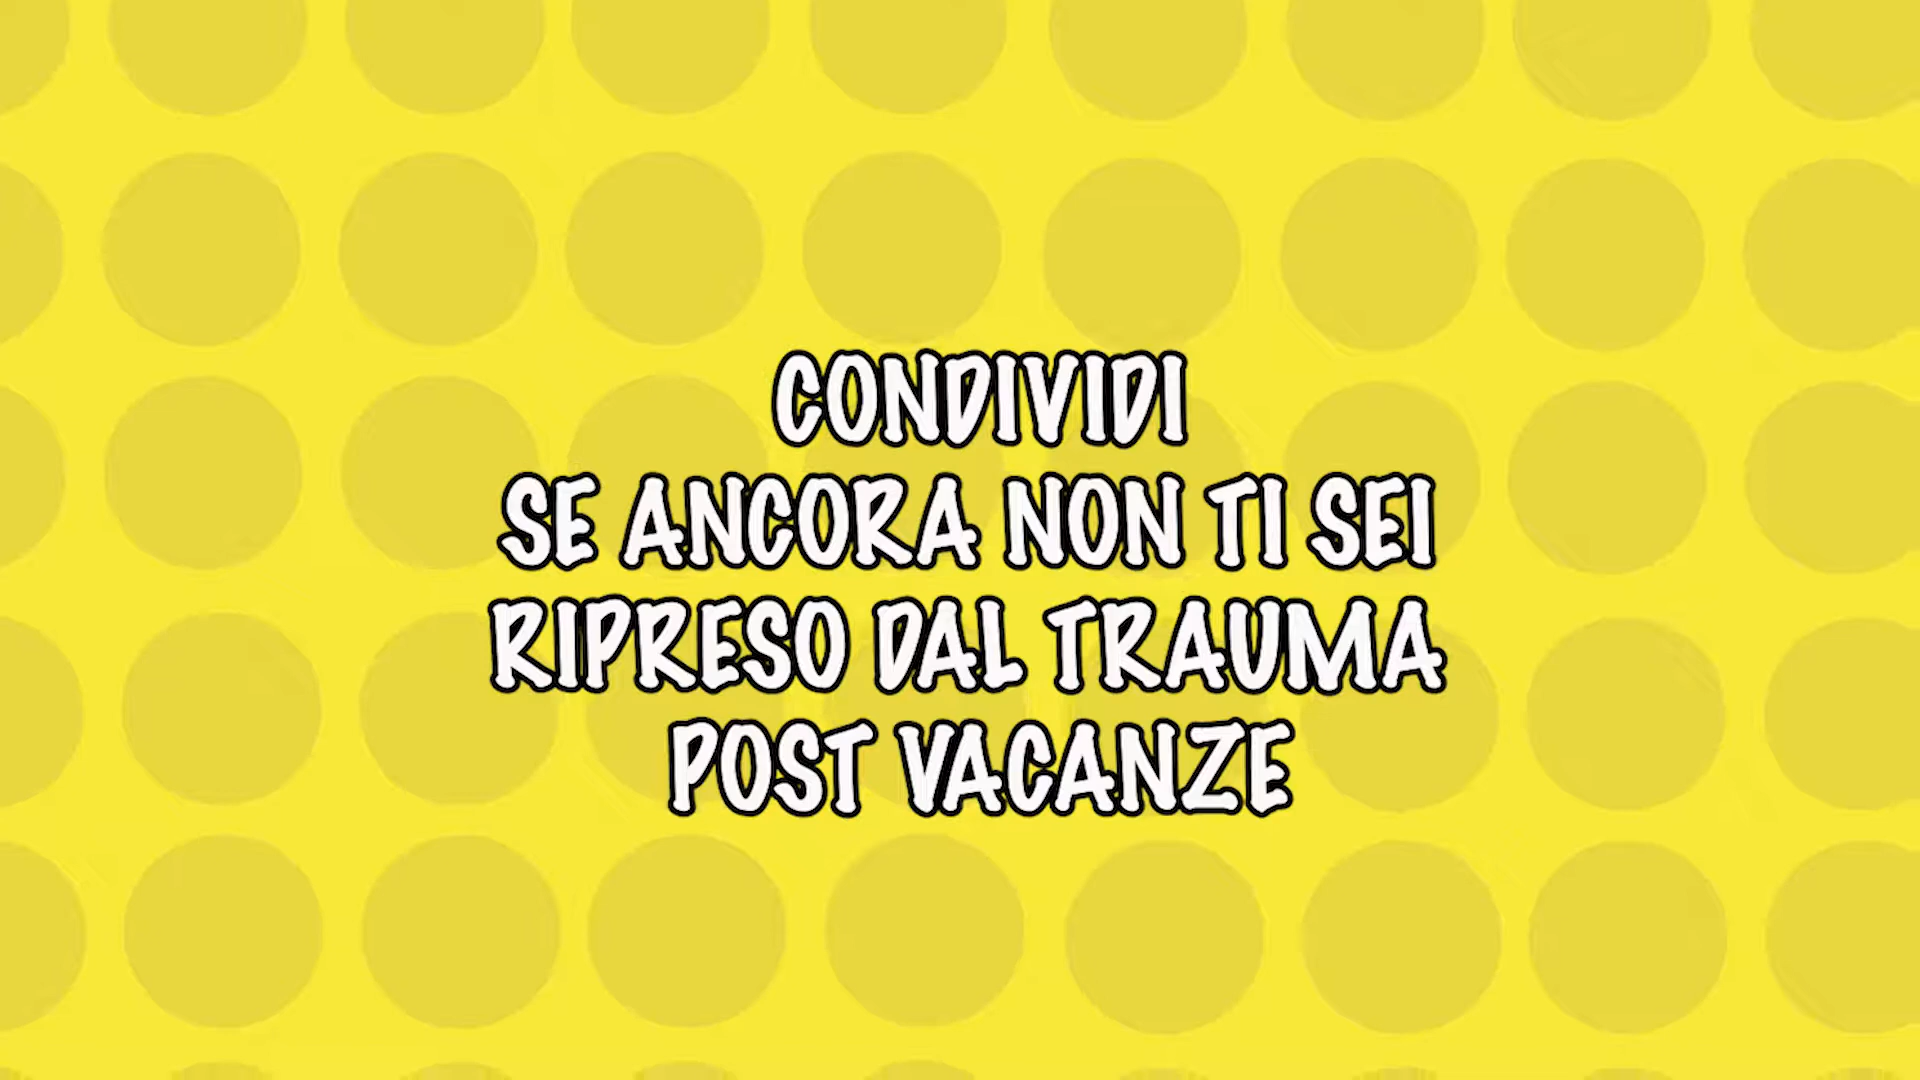 CONDIVIDI
SE ANCORA NON TI SEI
RIPRESO DAL TRAUMA
POST VACANZE